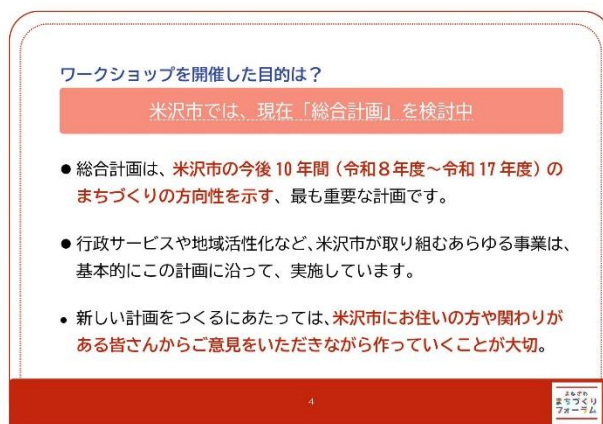 ワークショップを開催した目的は？
米沢市では、現在「総合計画」を検討中
● 総合計画は、米沢市の今後 10 年間（令和８年度～令和 17 年度）の
まちづくりの方向性を示す、最も重要な計画です。
● 行政サービスや地域活性化など、米沢市が取り組むあらゆる事業は、
基本的にこの計画に沿って、実施しています。
● 新しい計画をつくるにあたっては、米沢市にお住いの方や関わりが
ある皆さんからご意見をいただきながら作っていくことが大切。
4
よねざわ
まちづくり
フォーラム